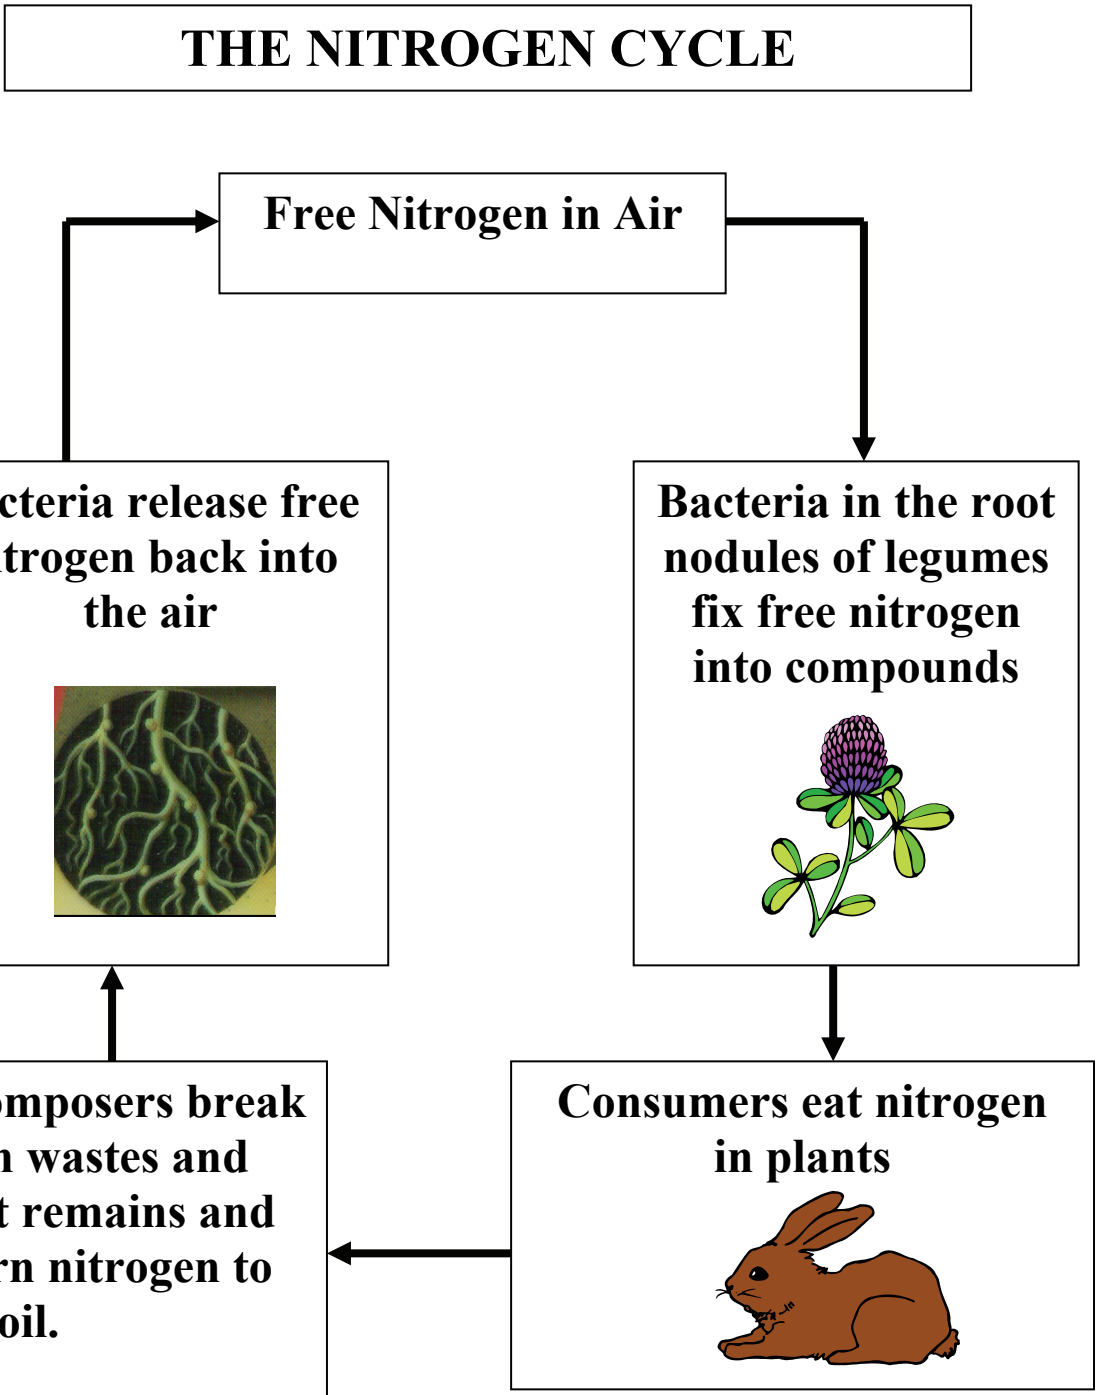 THE NITROGEN CYCLE
Free Nitrogen in Air
cteria release free
trogen back into
the air
Bacteria in the root
nodules of legumes
fix free nitrogen
into compounds
omposers break
n wastes and
t remains and
rn nitrogen to
oil.
Consumers eat nitrogen
in plants